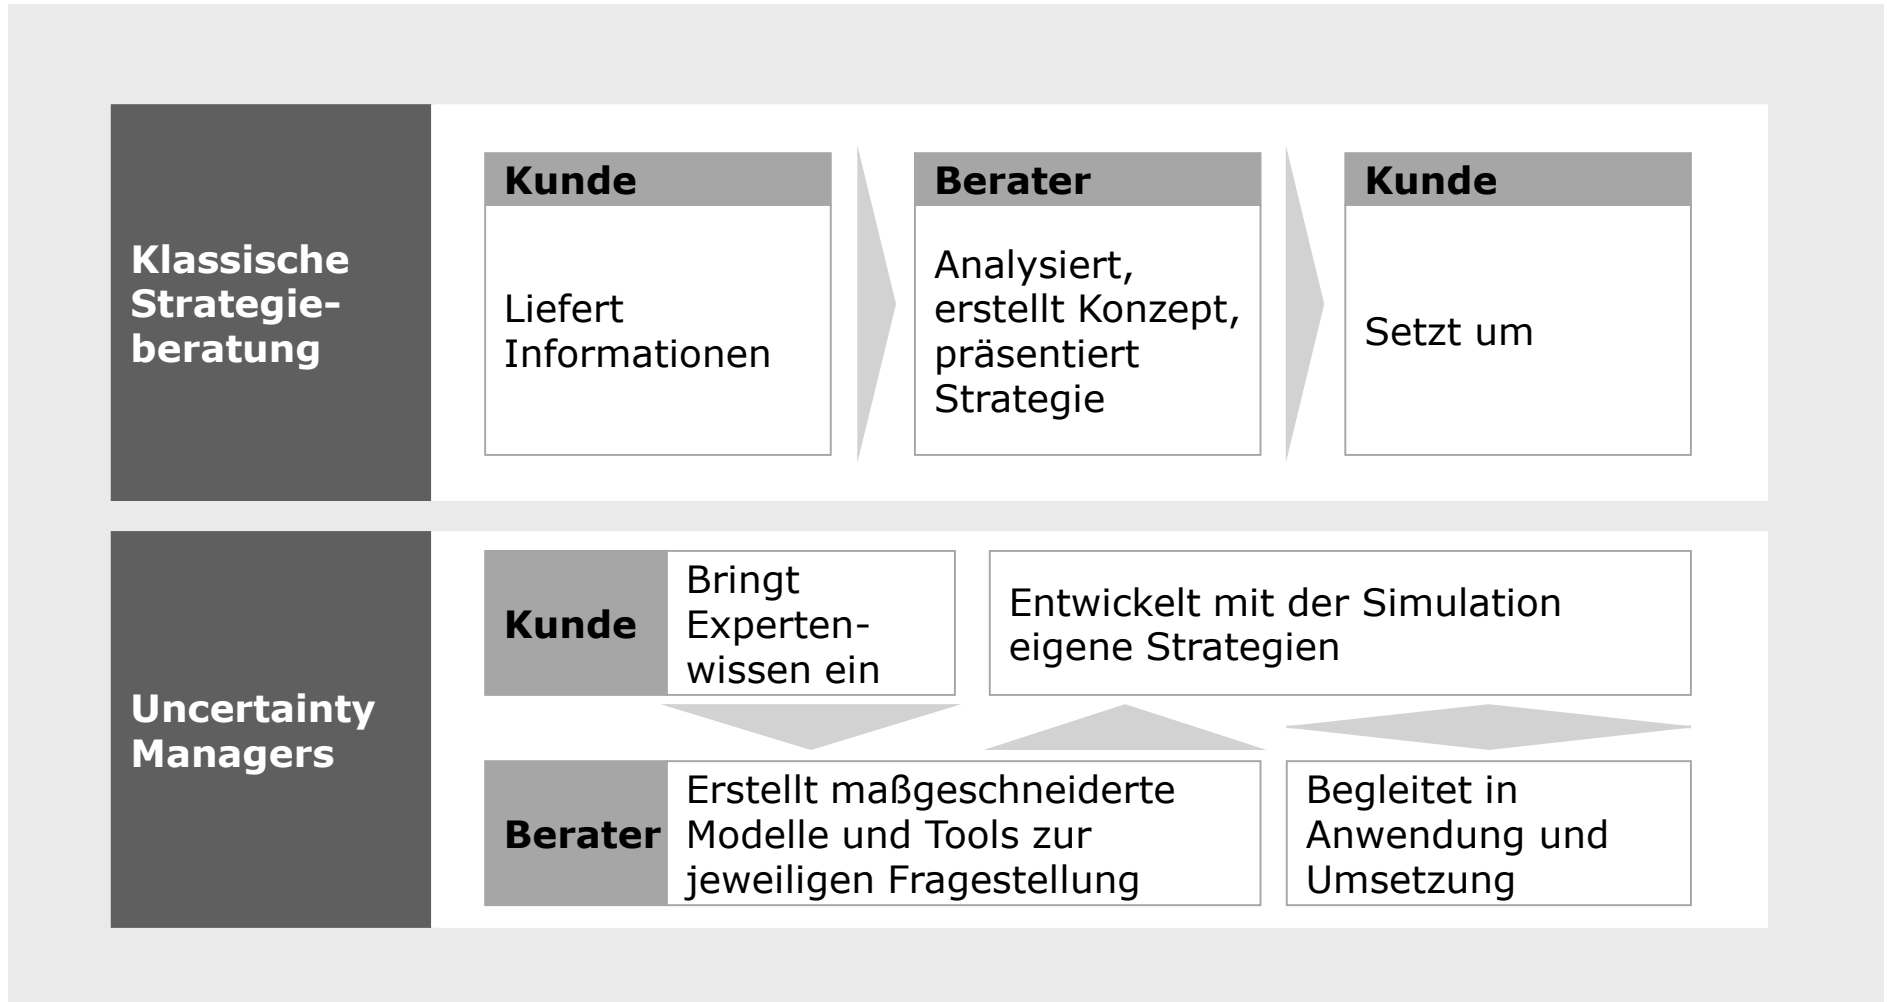 Klassische
Strategie-
beratung
Kunde
Liefert
Informationen
Berater
Analysiert,
erstellt Konzept,
präsentiert
Strategie
Kunde
Setzt um
Uncertainty
Managers
Kunde
Bringt
Experten-
wissen ein
Entwickelt mit der Simulation
eigene Strategien
Berater
Erstellt maßgeschneiderte
Modelle und Tools zur
jeweiligen Fragestellung
Begleitet in
Anwendung und
Umsetzung